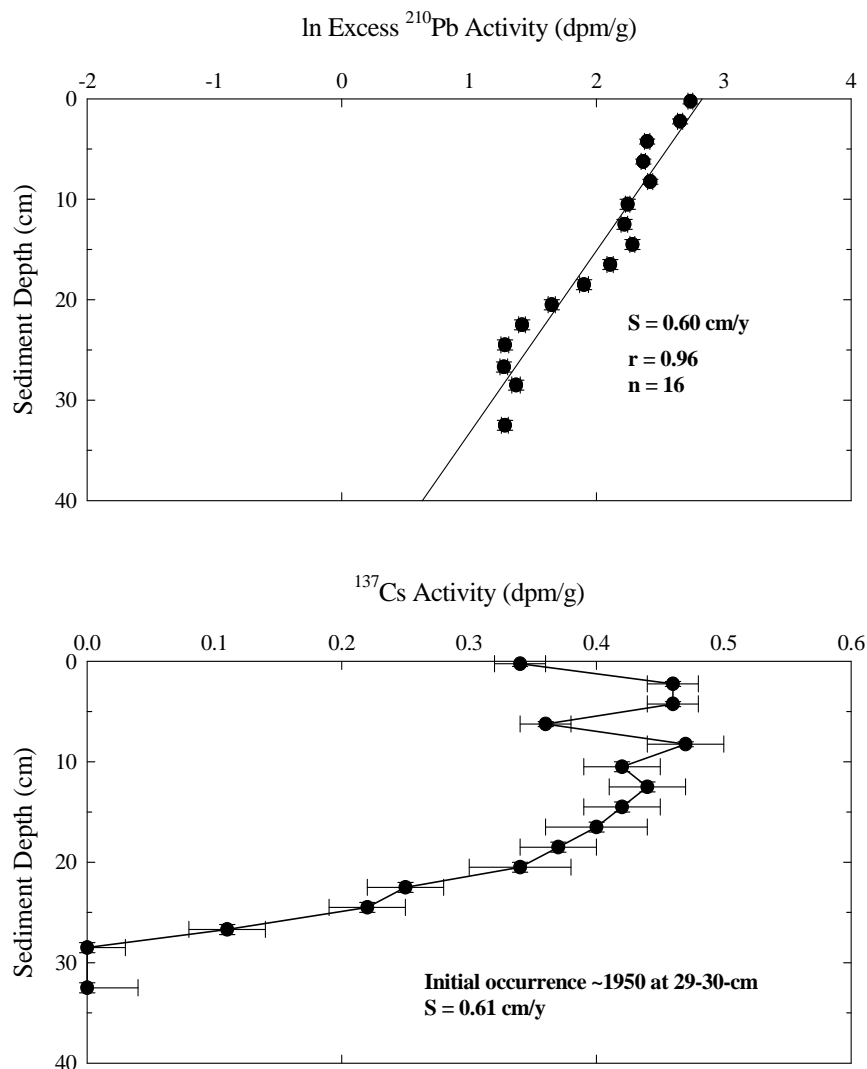 ln Excess ²¹⁰Pb Activity (dpm/g)
-2 -1 0 1 2 3 4
0
10
20
30
40
Sediment Depth (cm)
S = 0.60 cm/y
r = 0.96
n = 16
¹³⁷Cs Activity (dpm/g)
0.0 0.1 0.2 0.3 0.4 0.5 0.6
0
10
20
30
40
Sediment Depth (cm)
Initial occurrence ~1950 at 29-30-cm
S = 0.61 cm/y